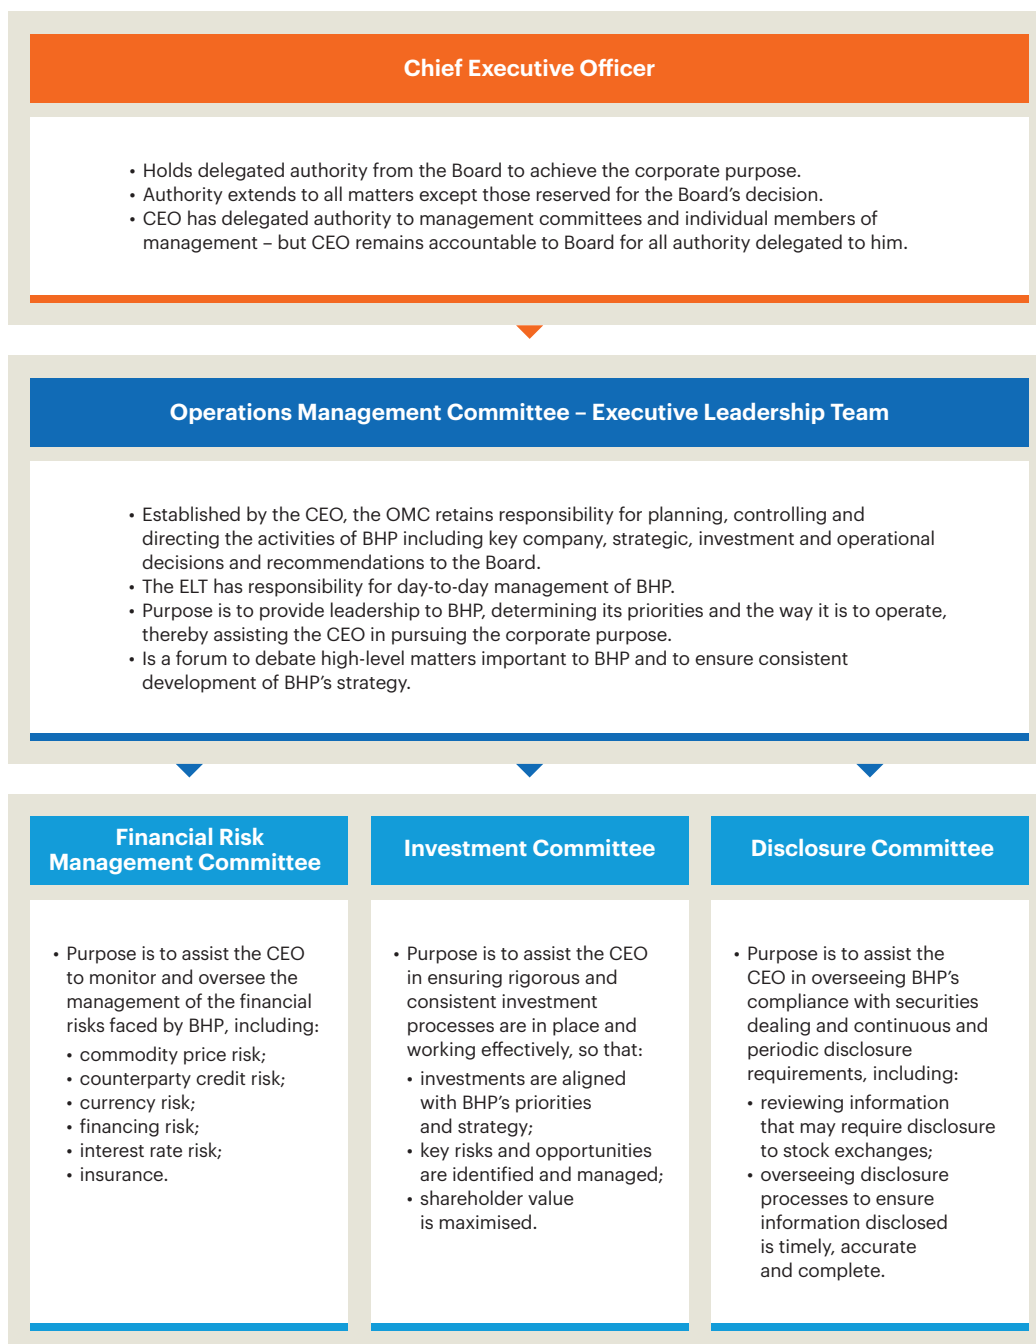 Chief Executive Officer
• Holds delegated authority from the Board to achieve the corporate purpose.
• Authority extends to all matters except those reserved for the Board’s decision.
• CEO has delegated authority to management committees and individual members of
management – but CEO remains accountable to Board for all authority delegated to him.
Operations Management Committee – Executive Leadership Team
• Established by the CEO, the OMC retains responsibility for planning, controlling and
directing the activities of BHP including key company, strategic, investment and operational
decisions and recommendations to the Board.
• The ELT has responsibility for day-to-day management of BHP.
• Purpose is to provide leadership to BHP, determining its priorities and the way it is to operate,
thereby assisting the CEO in pursuing the corporate purpose.
• Is a forum to debate high-level matters important to BHP and to ensure consistent
development of BHP’s strategy.
Financial Risk
Management Committee
• Purpose is to assist the CEO
to monitor and oversee the
management of the financial
risks faced by BHP, including:
• commodity price risk;
• counterparty credit risk;
• currency risk;
• financing risk;
• interest rate risk;
• insurance.
Investment Committee
• Purpose is to assist the CEO
in ensuring rigorous and
consistent investment
processes are in place and
working effectively, so that:
• investments are aligned
with BHP’s priorities
and strategy;
• key risks and opportunities
are identified and managed;
• shareholder value
is maximised.
Disclosure Committee
• Purpose is to assist the
CEO in overseeing BHP’s
compliance with securities
dealing and continuous and
periodic disclosure
requirements, including:
• reviewing information
that may require disclosure
to stock exchanges;
• overseeing disclosure
processes to ensure
information disclosed
is timely, accurate
and complete.